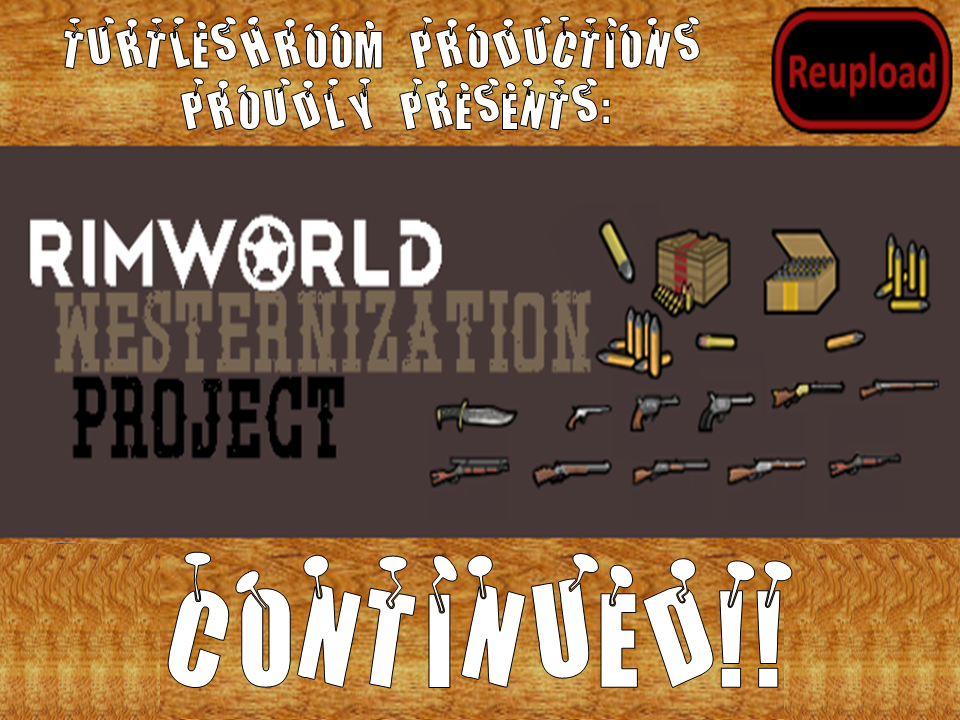 TURTLESHROOM PRODUCTIONS
PROUDLY PRESENTS:
Reupload
RIMWORLD
WESTERNIZATION
PROJECT
CONTINUED!!